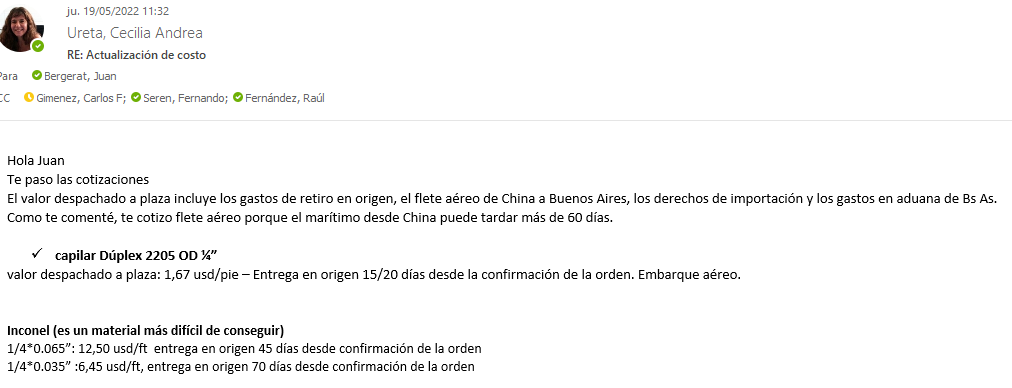 ju. 19/05/2022 11:32
Ureta, Cecilia Andrea
RE: Actualización de costo
Para Bergerat, Juan
CC Gimenez, Carlos F; Seren, Fernando; Fernández, Raúl
Hola Juan
Te paso las cotizaciones
El valor despachado a plaza incluye los gastos de retiro en origen, el flete aéreo de China a Buenos Aires, los derechos de importación y los gastos en aduana de Bs As.
Como te comenté, te cotizo flete aéreo porque el marítimo desde China puede tardar más de 60 días.
✓ capilar Dúplex 2205 OD ¼”
valor despachado a plaza: 1,67 usd/pie – Entrega en origen 15/20 días desde la confirmación de la orden. Embarque aéreo.
Inconel (es un material más difícil de conseguir)
1/4*0.065”: 12,50 usd/ft entrega en origen 45 días desde confirmación de la orden
1/4*0.035” :6,45 usd/ft, entrega en origen 70 días desde confirmación de la orden